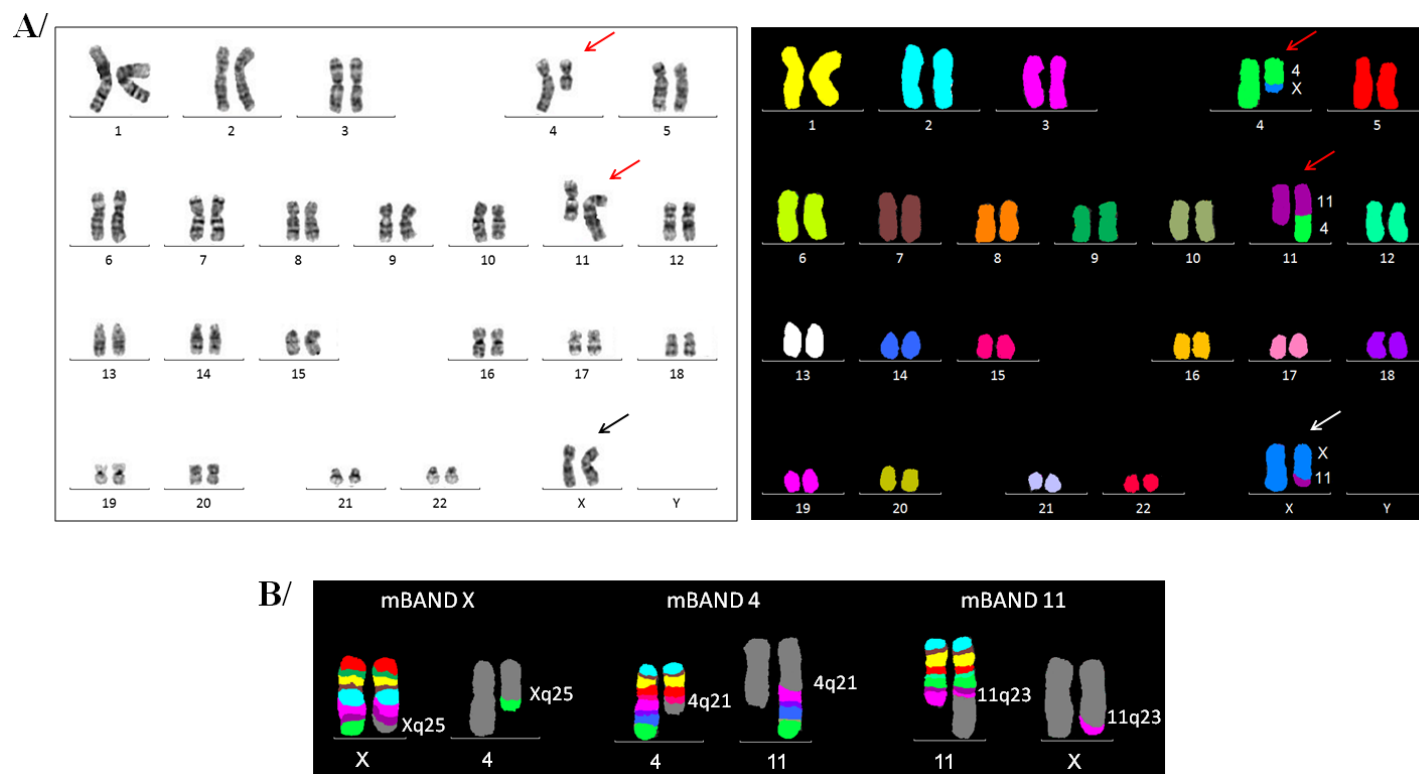 A/
1 2 3 4 5
6 7 8 9 10 11 12
13 14 15 16 17 18
19 20 21 22 X Y
4
X
1 2 3 4 5
11
4
6 7 8 9 10 11 12
13 14 15 16 17 18
X
11
19 20 21 22 X Y
B/
mBAND X mBAND 4 mBAND 11
Xq25 Xq25 4q21 4q21 11q23 11q23
X 4 4 11 11 X